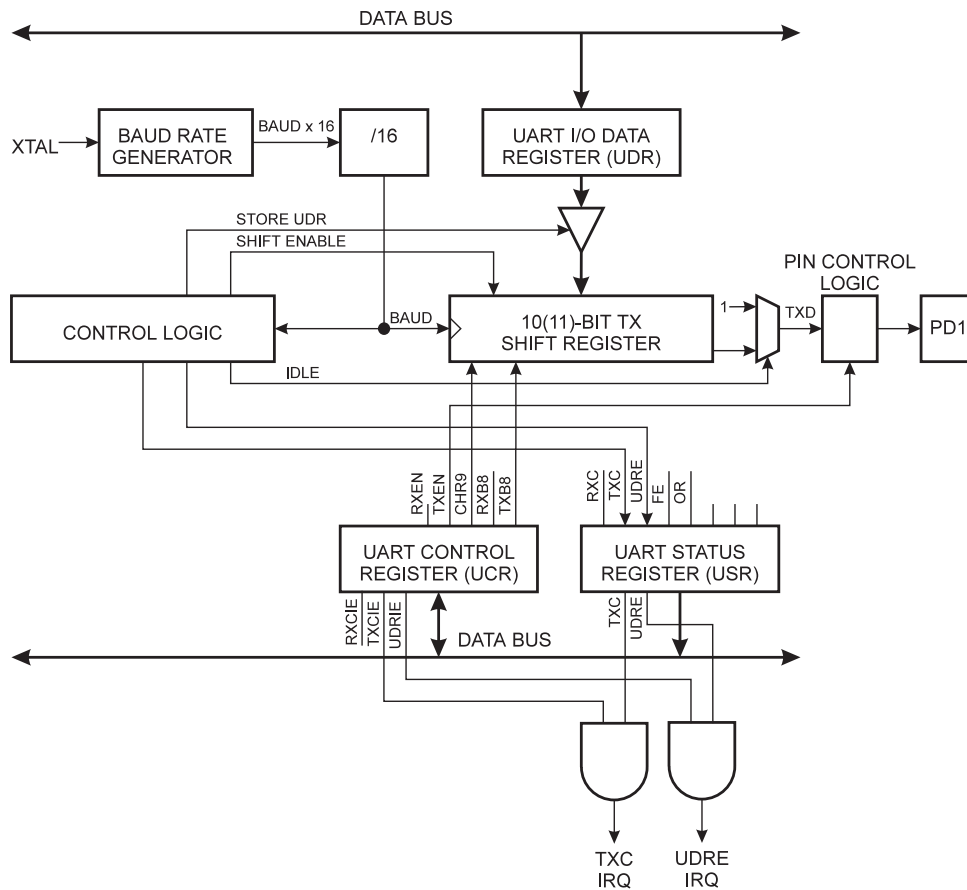 DATA BUS
XTAL
BAUD RATE
GENERATOR
BAUD x 16
/16
UART I/O DATA
REGISTER (UDR)
STORE UDR
SHIFT ENABLE
PIN CONTROL
LOGIC
CONTROL LOGIC
BAUD
10(11)-BIT TX
SHIFT REGISTER
1
TXD
PD1
IDLE
RXEN
TXEN
CHR9
RXB8
TXB8
RXC
TXC
UDRE
FE
OR
UART CONTROL
REGISTER (UCR)
UART STATUS
REGISTER (USR)
RXCIE
TXCIE
UDRIE
TXC
UDRE
DATA BUS
TXC
IRQ
UDRE
IRQ